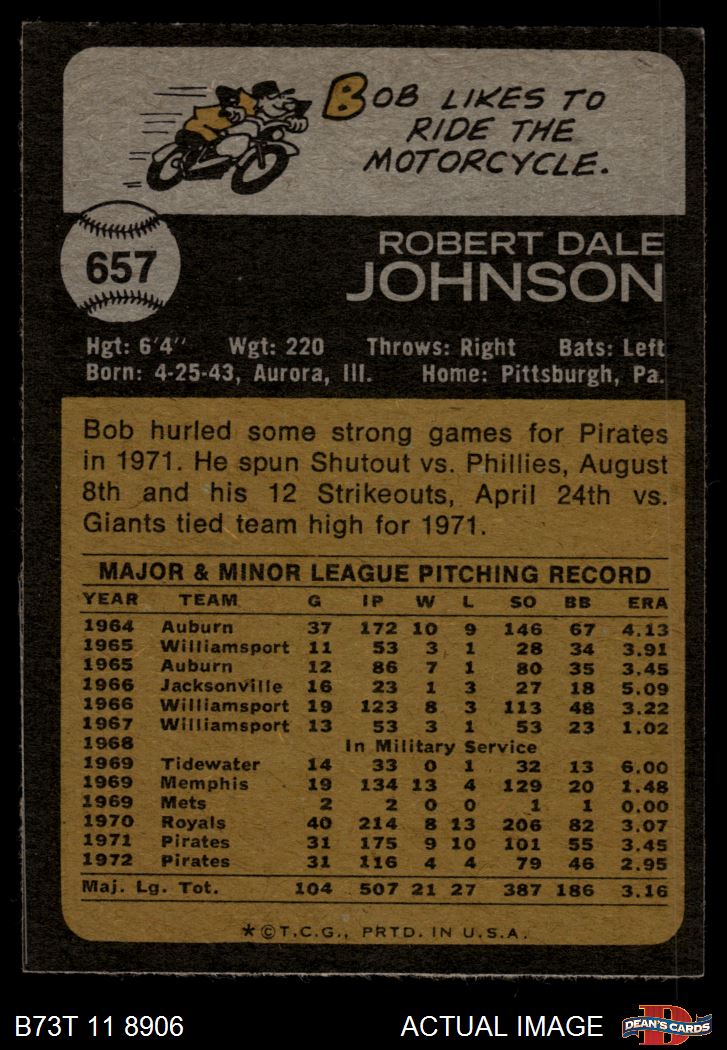 BOB LIKES TO
RIDE THE
MOTORCYCLE.
657
ROBERT DALE
JOHNSON
Hgt: 6'4" Wgt: 220 Throws: Right Bats: Left
Born: 4-25-43, Aurora, Ill. Home: Pittsburgh, Pa.
Bob hurled some strong games for Pirates
in 1971. He spun Shutout vs. Phillies, August
8th and his 12 Strikeouts, April 24th vs.
Giants tied team high for 1971.
MAJOR & MINOR LEAGUE PITCHING RECORD
YEAR TEAM G IP W L SO BB ERA
1964 Auburn 37 172 10 9 146 67 4.13
1965 Williamsport 11 53 3 1 28 34 3.91
1965 Auburn 12 86 7 1 80 35 3.45
1966 Jacksonville 16 23 1 3 27 18 5.09
1966 Williamsport 19 123 8 3 113 48 3.22
1967 Williamsport 13 53 3 1 53 23 1.02
1968 In Military Service
1969 Tidewater 14 33 0 1 32 13 6.00
1969 Memphis 19 134 13 4 129 20 1.48
1969 Mets 2 2 0 0 1 1 0.00
1970 Royals 40 214 8 13 206 82 3.07
1971 Pirates 31 175 9 10 101 55 3.45
1972 Pirates 31 116 4 4 79 46 2.95
Maj. Lg. Tot. 104 507 21 27 387 186 3.16
*©T.C.G., PRTD. IN U.S.A.
B73T 11 8906 ACTUAL IMAGE D DEAN'S CARDS